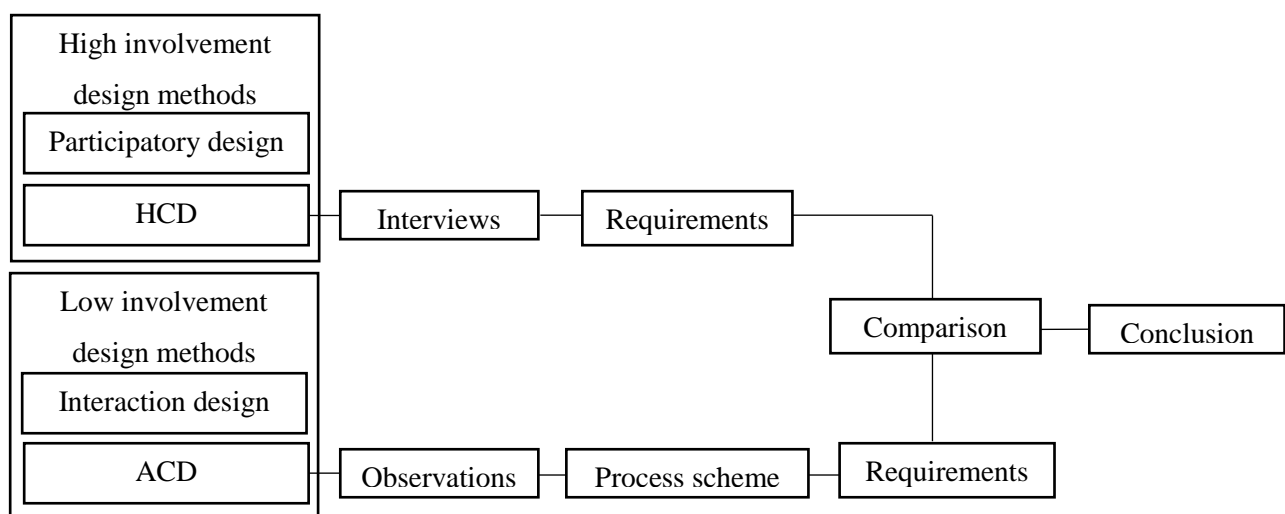 High involvement
design methods
Participatory design
HCD
Interviews
Requirements
Low involvement
design methods
Interaction design
ACD
Observations
Process scheme
Requirements
Comparison
Conclusion